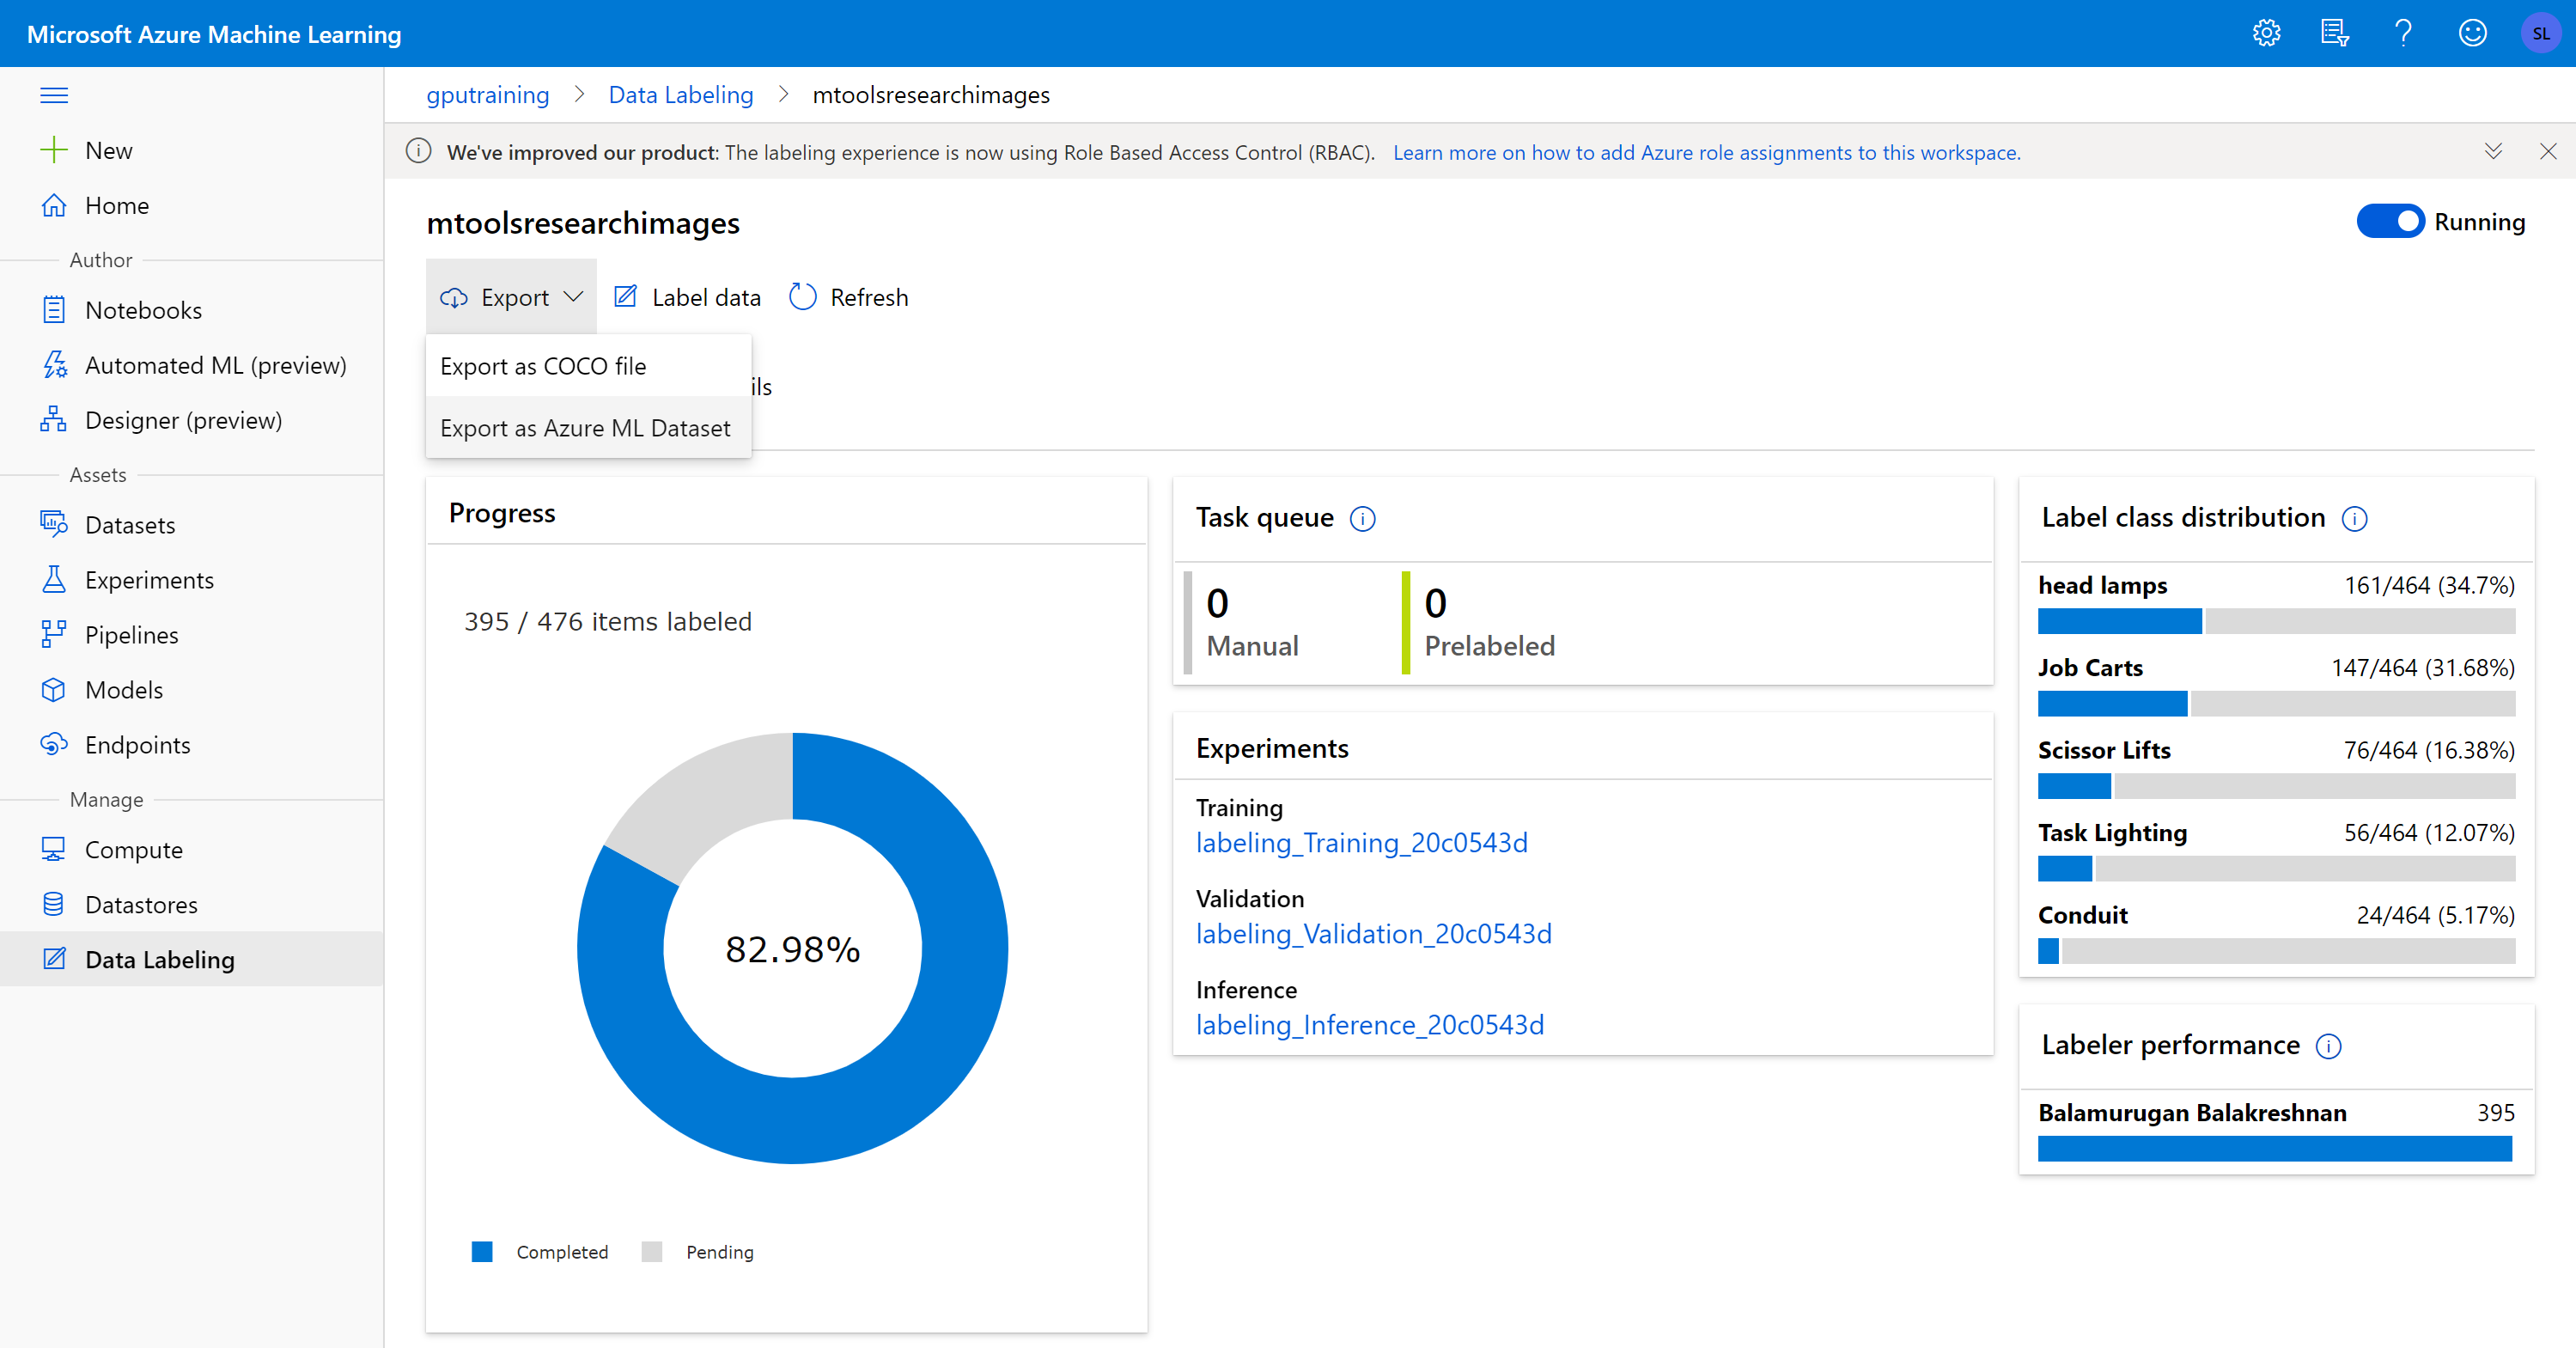 Microsoft Azure Machine Learning
SL
New
Home
Author
Notebooks
Automated ML (preview)
Designer (preview)
Assets
Datasets
Experiments
Pipelines
Models
Endpoints
Manage
Compute
Datastores
Data Labeling
gputraining > Data Labeling > mtoolsresearchimages
We've improved our product: The labeling experience is now using Role Based Access Control (RBAC). Learn more on how to add Azure role assignments to this workspace.
mtoolsresearchimages
Running
Export
Label data
Refresh
Export as COCO file
ils
Export as Azure ML Dataset
Progress
395 / 476 items labeled
82.98%
Completed
Pending
Task queue
0
Manual
0
Prelabeled
Experiments
Training
labeling_Training_20c0543d
Validation
labeling_Validation_20c0543d
Inference
labeling_Inference_20c0543d
Label class distribution
head lamps 161/464 (34.7%)
Job Carts 147/464 (31.68%)
Scissor Lifts 76/464 (16.38%)
Task Lighting 56/464 (12.07%)
Conduit 24/464 (5.17%)
Labeler performance
Balamurugan Balakreshnan 395